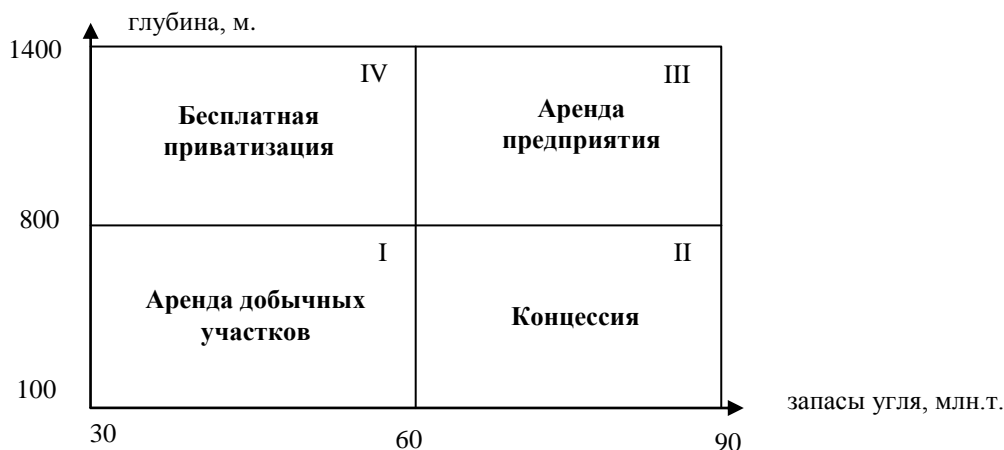 глубина, м.
1400
IV
III
Бесплатная
приватизация
Аренда
предприятия
800
I
II
Аренда добычных
участков
Концессия
100
запасы угля, млн.т.
30
60
90